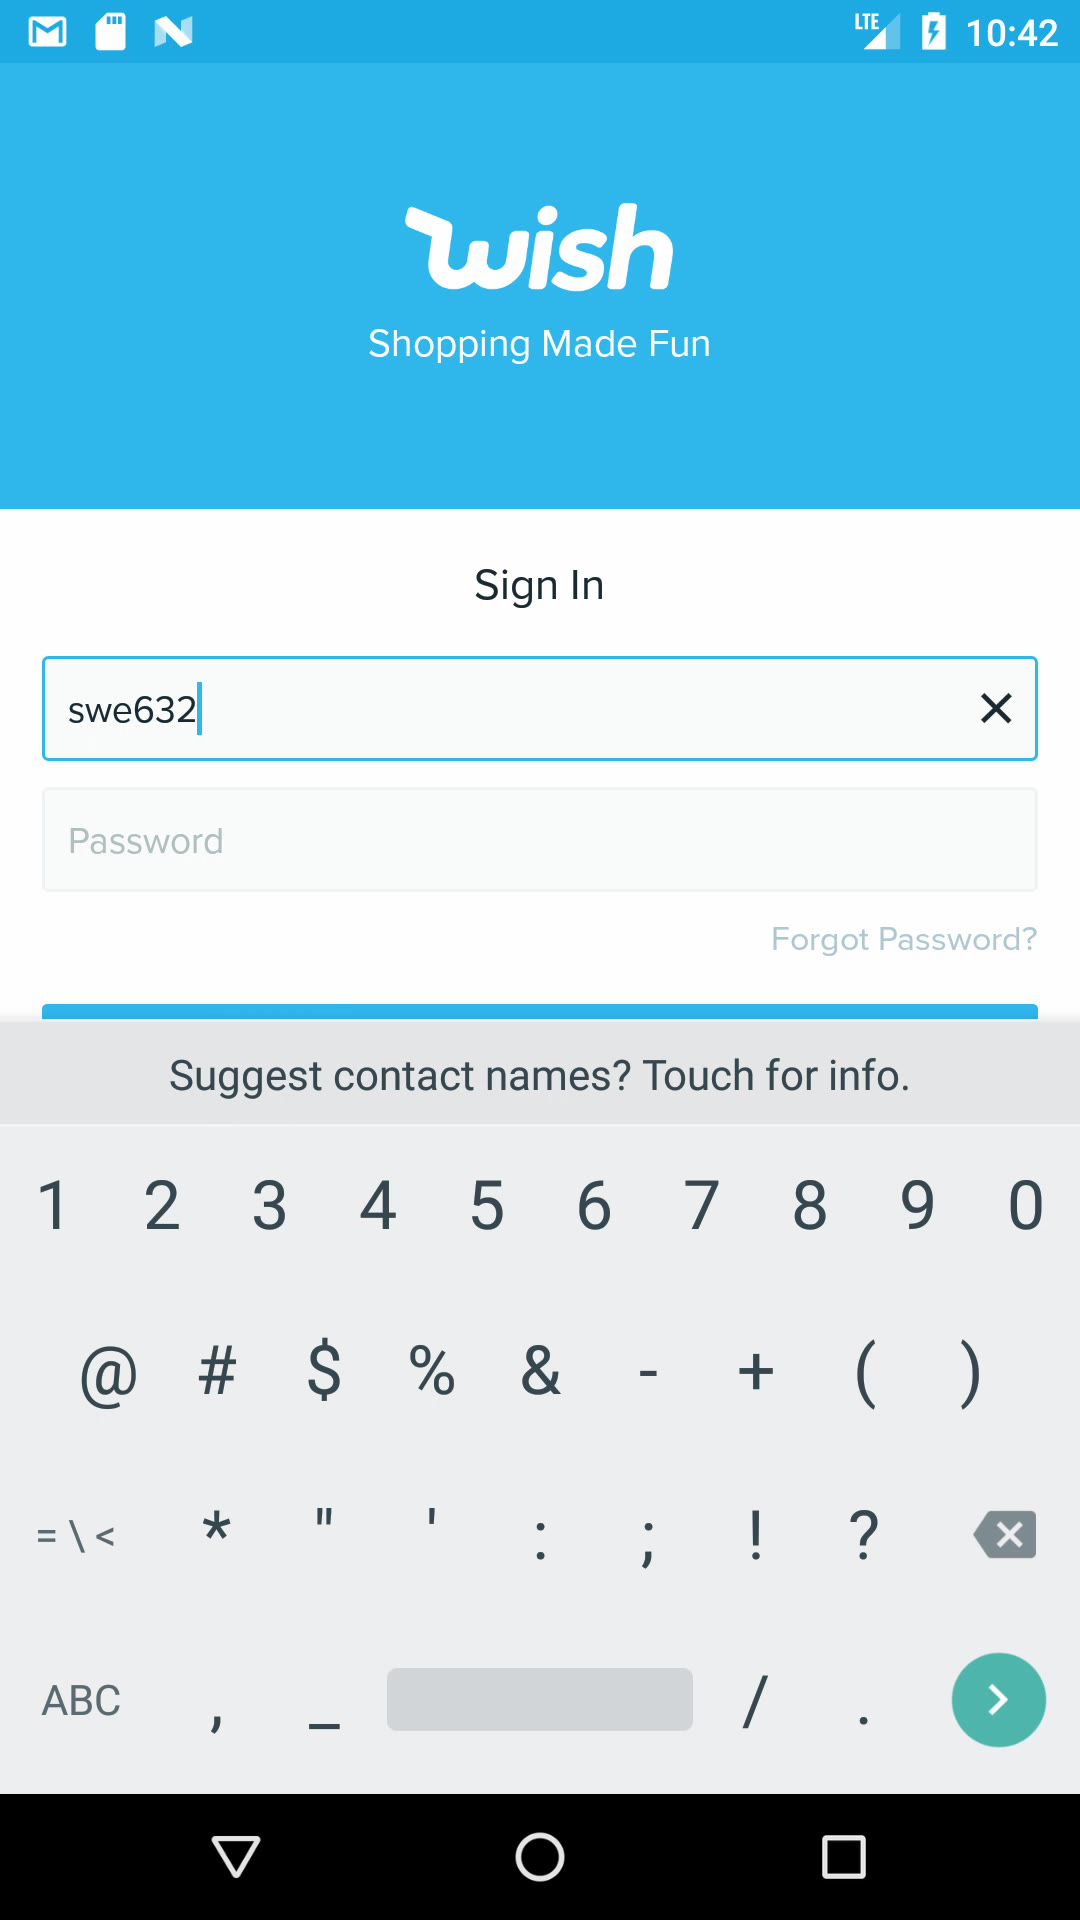 LTE 10:42
wish
Shopping Made Fun
Sign In
swe632
Password
Forgot Password?
Suggest contact names? Touch for info.
1 2 3 4 5 6 7 8 9 0
@ # $ % & - + ( )
= \ < * " ' : ; ! ?
ABC , _ / .